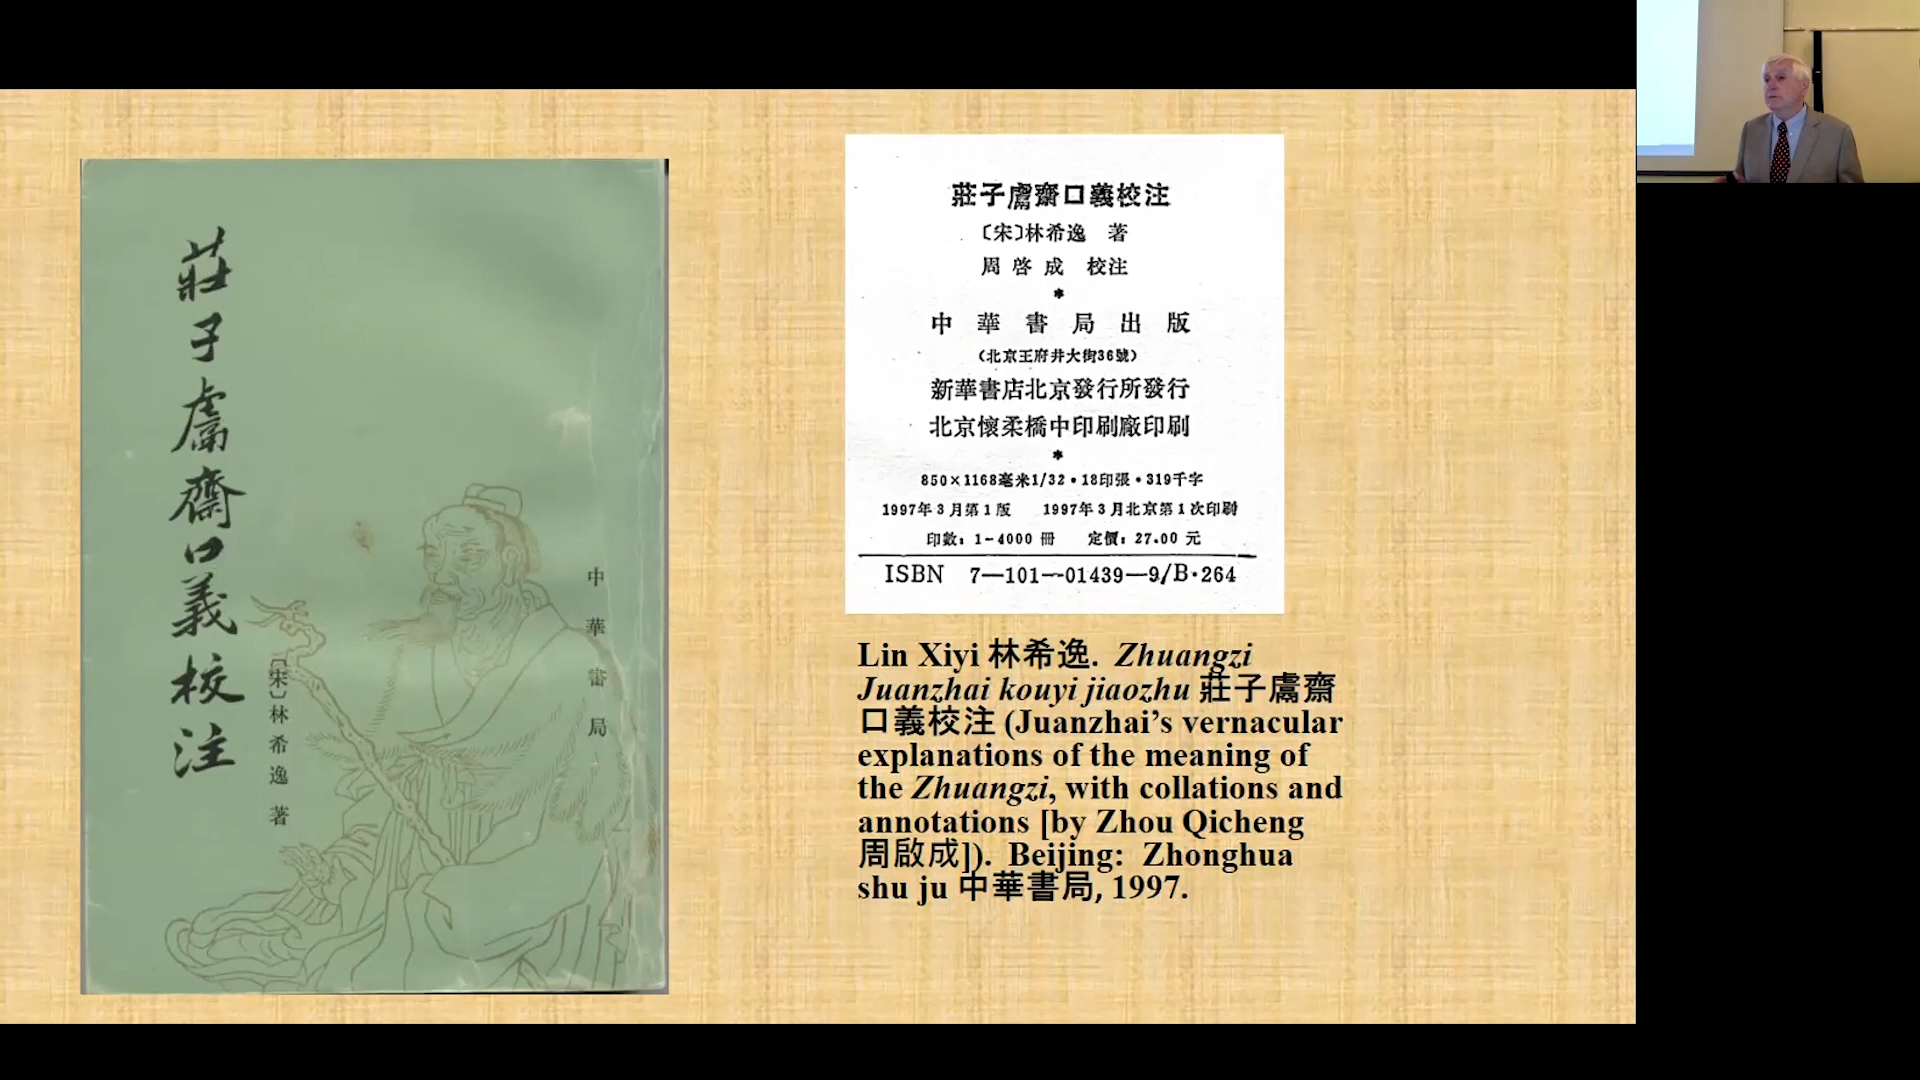 莊子鬳齋口義校注
〔宋〕林希逸 著
中華書局
莊子鬳齋口義校注
〔宋〕林希逸 著
周啓成 校注
*
中華書局出版
(北京王府井大街36號)
新華書店北京發行所發行
北京懷柔橋中印刷廠印刷
*
850×1168毫米1/32·18印張·319千字
1997年3月第1版 1997年3月北京第1次印刷
印數:1-4000冊 定價:27.00元
ISBN 7—101—01439—9/B·264
Lin Xiyi 林希逸. Zhuangzi
Juanzhai kouyi jiaozhu 莊子鬳齋
口義校注 (Juanzhai’s vernacular
explanations of the meaning of
the Zhuangzi, with collations and
annotations [by Zhou Qicheng
周啟成]). Beijing: Zhonghua
shu ju 中華書局, 1997.